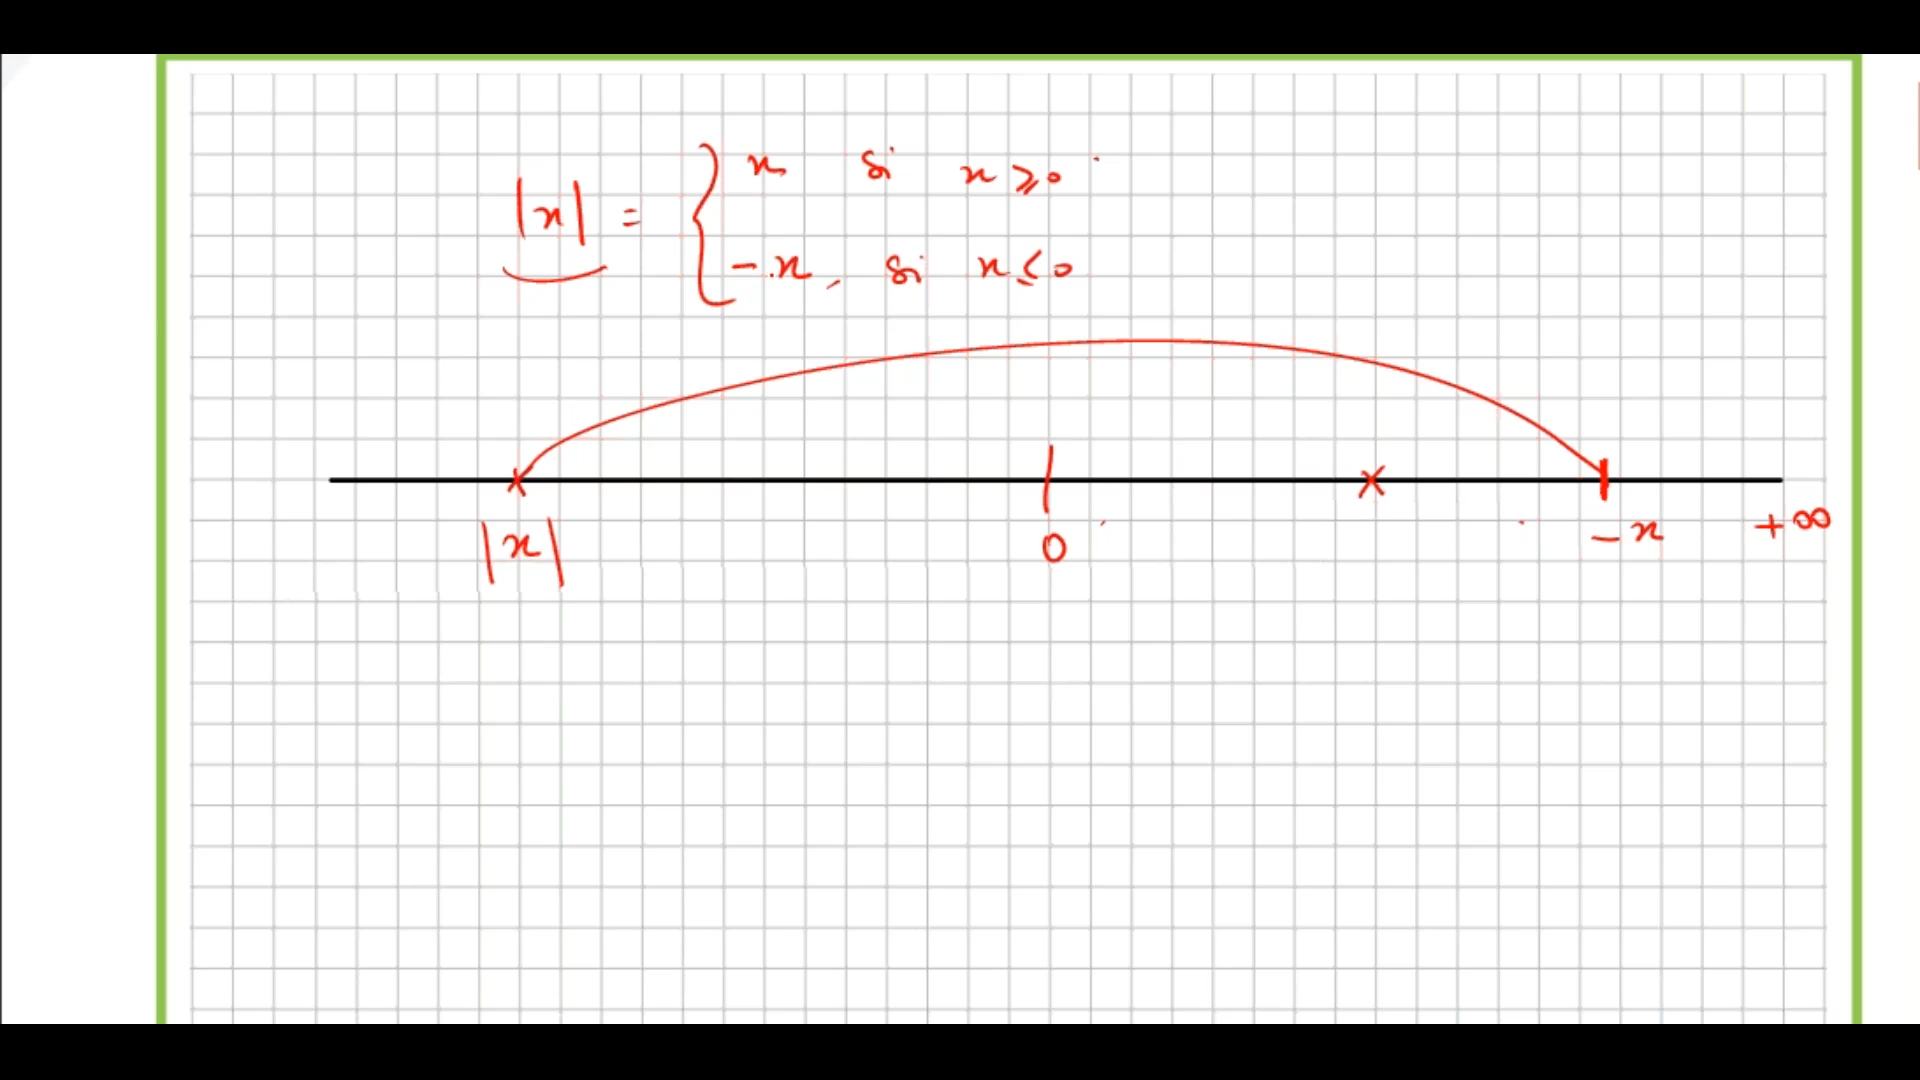 |x| = { x si x ⩾ 0
-x, si x ≤ 0
|x| 0 -x +∞